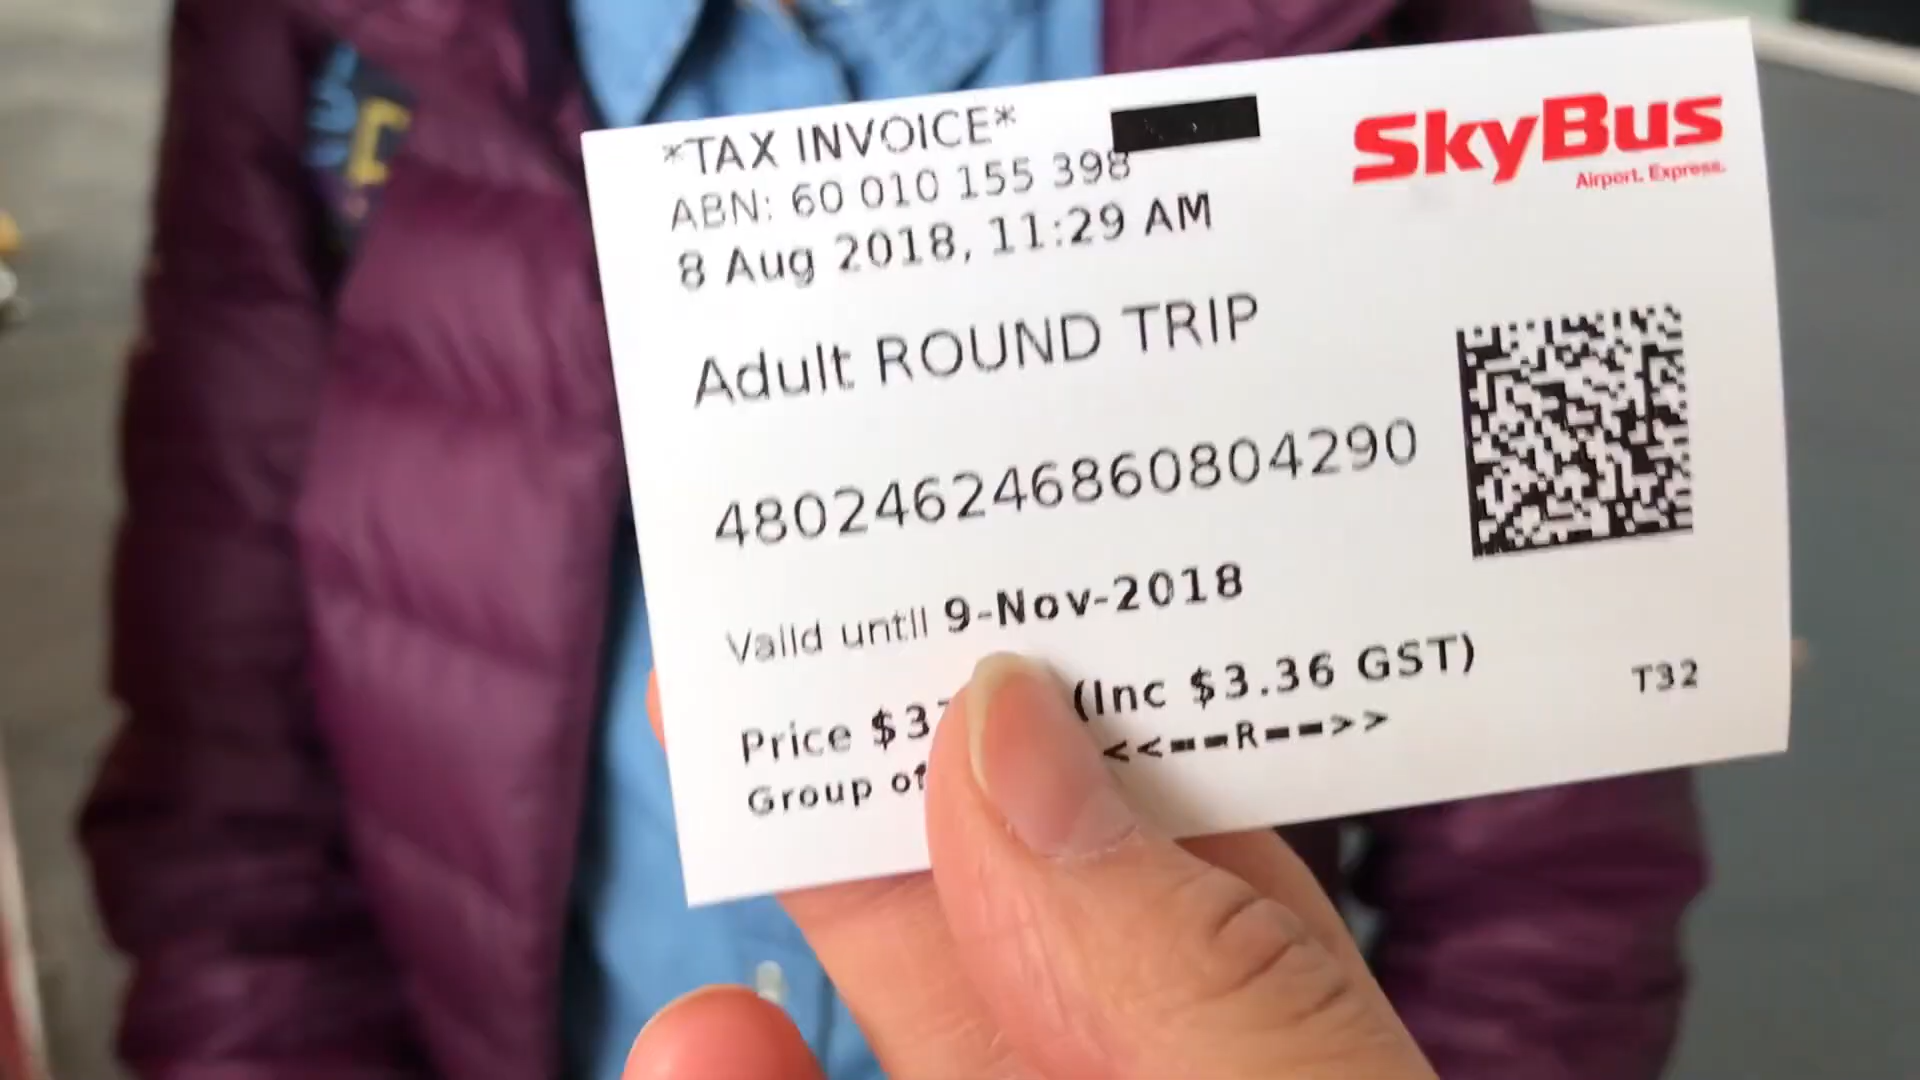 *TAX INVOICE*
SkyBus
Airport. Express.
ABN: 60 010 155 398
8 Aug 2018, 11:29 AM
Adult ROUND TRIP
480246246860804290
Valid until 9-Nov-2018
Price (Inc $3.36 GST)
T32
Group of <<==R==>>